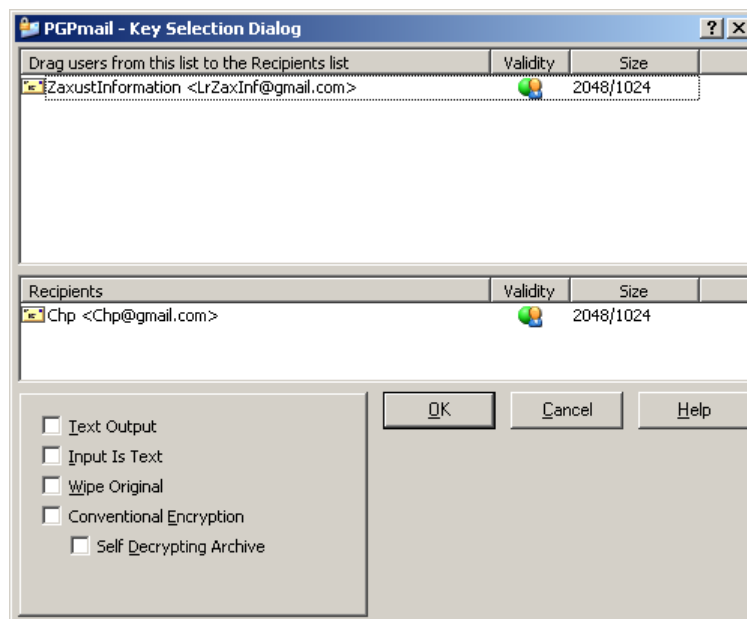 PGPmail - Key Selection Dialog
Drag users from this list to the Recipients list Validity Size
ZaxustInformation <LrZaxInf@gmail.com> 2048/1024
Recipients Validity Size
Chp <Chp@gmail.com> 2048/1024
OK Cancel Help
Text Output
Input Is Text
Wipe Original
Conventional Encryption
Self Decrypting Archive